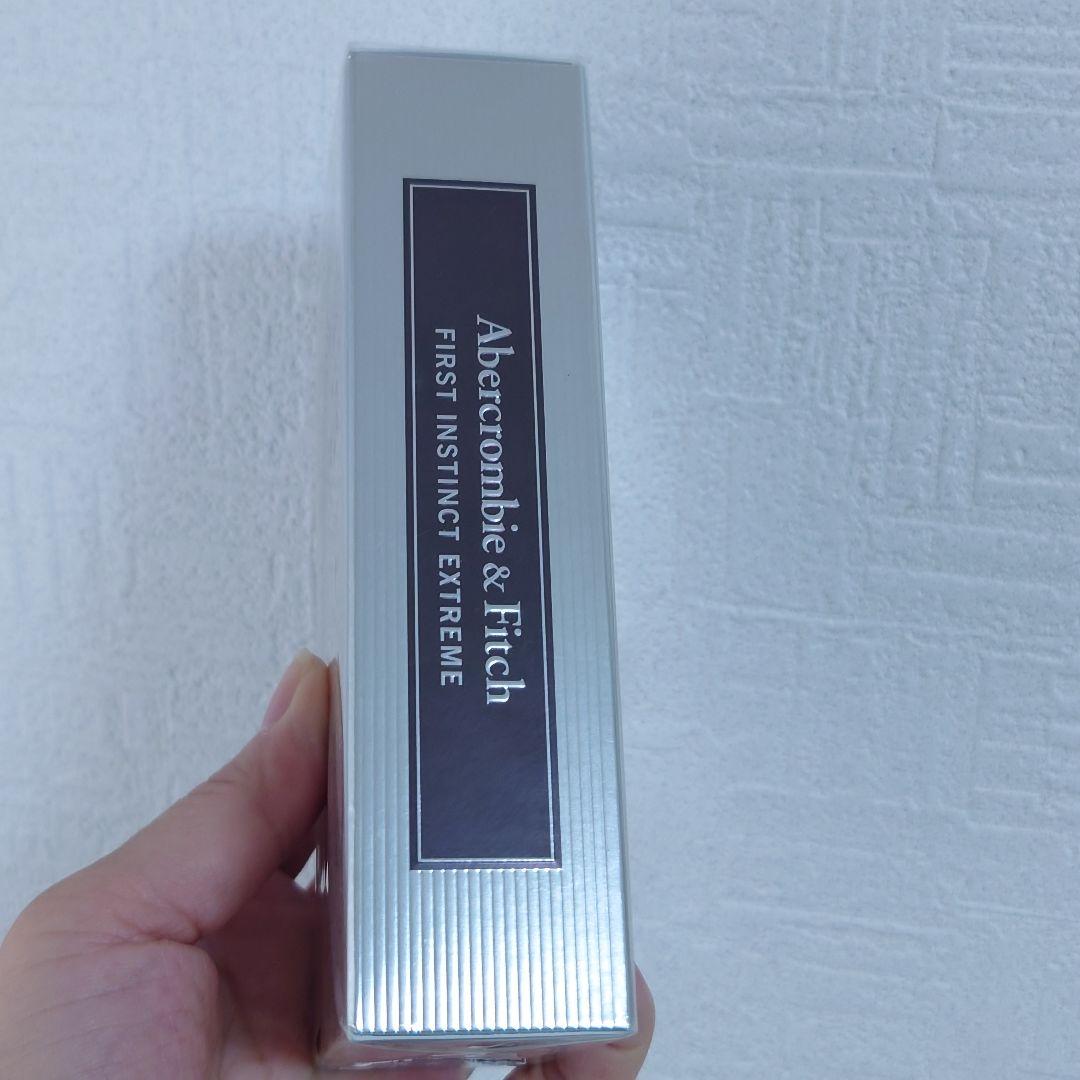 Abercrombie & Fitch
FIRST INSTINCT EXTREME